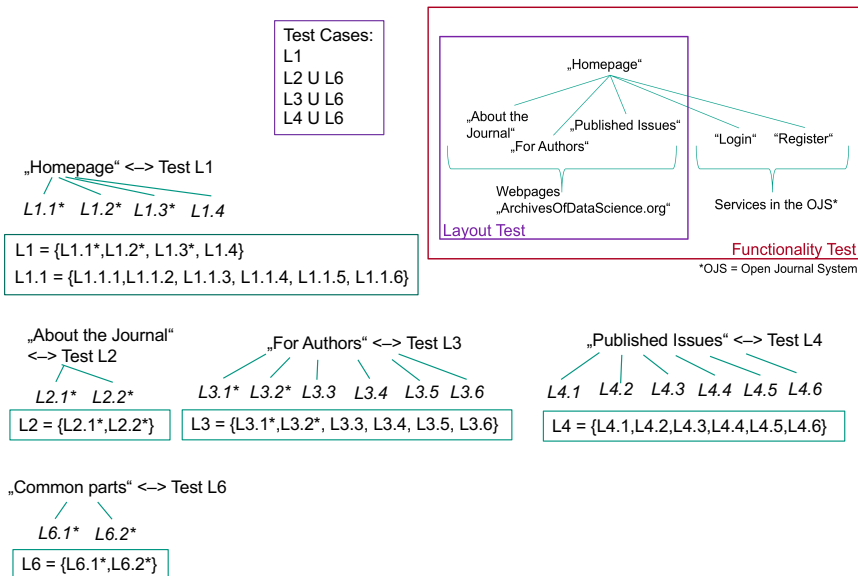 Test Cases:
L1
L2 U L6
L3 U L6
L4 U L6
„Homepage“
„About the
Journal“
„For Authors“
„Published Issues“
“Login“
“Register“
Webpages
„ArchivesOfDataScience.org“
Services in the OJS*
Layout Test
Functionality Test
*OJS = Open Journal System
„Homepage“ <–> Test L1
L1.1* L1.2* L1.3* L1.4
L1 = {L1.1*,L1.2*, L1.3*, L1.4}
L1.1 = {L1.1.1,L1.1.2, L1.1.3, L1.1.4, L1.1.5, L1.1.6}
„About the Journal“
<–> Test L2
L2.1* L2.2*
L2 = {L2.1*,L2.2*}
„For Authors“ <–> Test L3
L3.1* L3.2* L3.3 L3.4 L3.5 L3.6
L3 = {L3.1*,L3.2*, L3.3, L3.4, L3.5, L3.6}
„Published Issues“ <–> Test L4
L4.1 L4.2 L4.3 L4.4 L4.5 L4.6
L4 = {L4.1,L4.2,L4.3,L4.4,L4.5,L4.6}
„Common parts“ <–> Test L6
L6.1* L6.2*
L6 = {L6.1*,L6.2*}